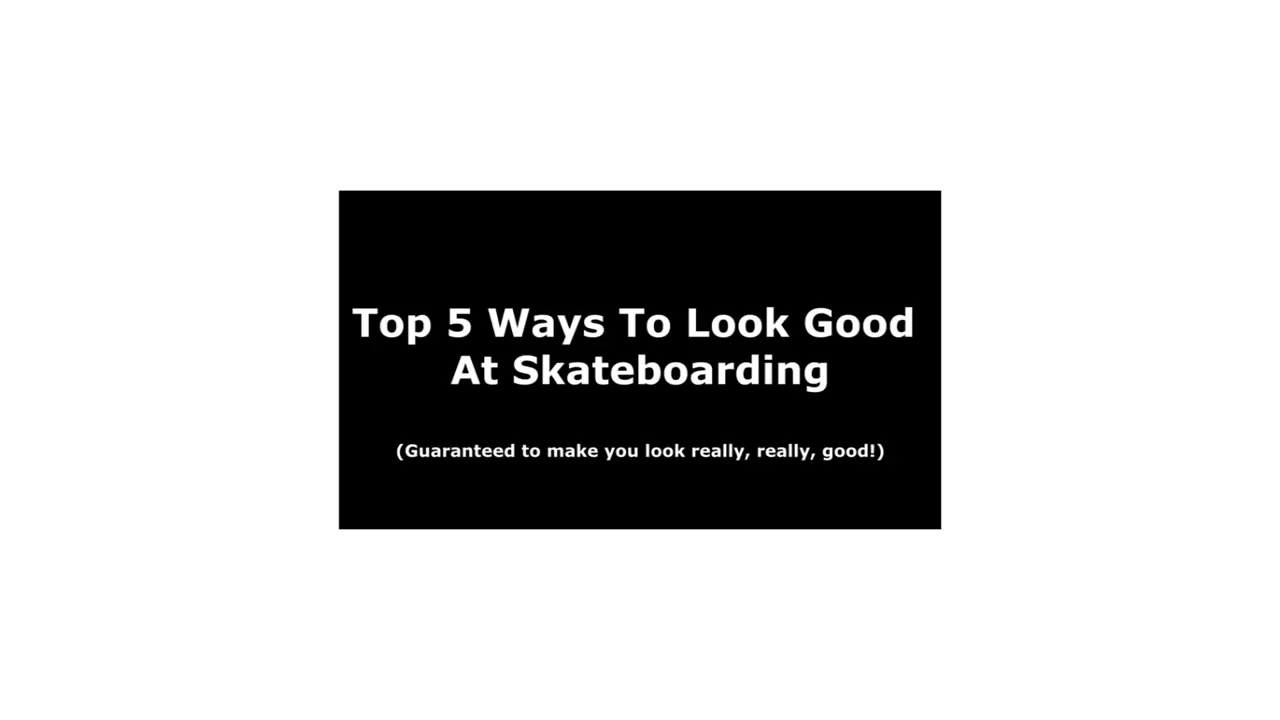 Top 5 Ways To Look Good
At Skateboarding
(Guaranteed to make you look really, really, good!)